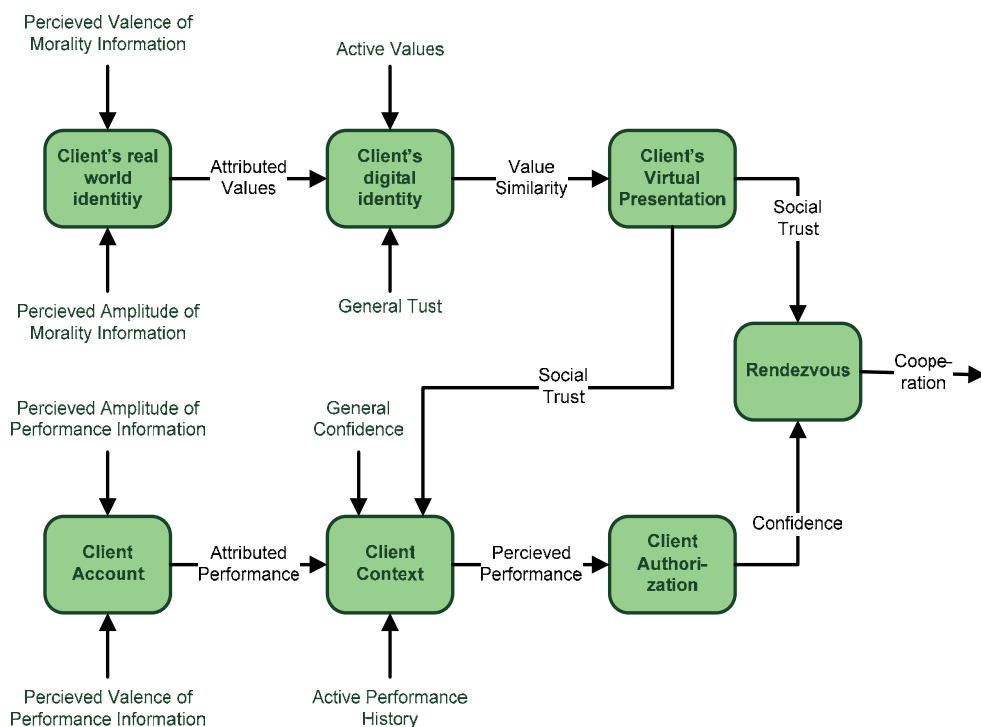 Percieved Valence of
Morality Information
Active Values
Client's real
world
identitiy
Attributed
Values
Client's
digital
identity
Value
Similarity
Client's
Virtual
Presentation
Social
Trust
Percieved Amplitude of
Morality Information
General Tust
Rendezvous
Coope-
ration
Social
Trust
Percieved Amplitude of
Performance Information
General
Confidence
Client
Account
Attributed
Performance
Client
Context
Percieved
Performance
Client
Authori-
zation
Confidence
Percieved Valence of
Performance Information
Active Performance
History